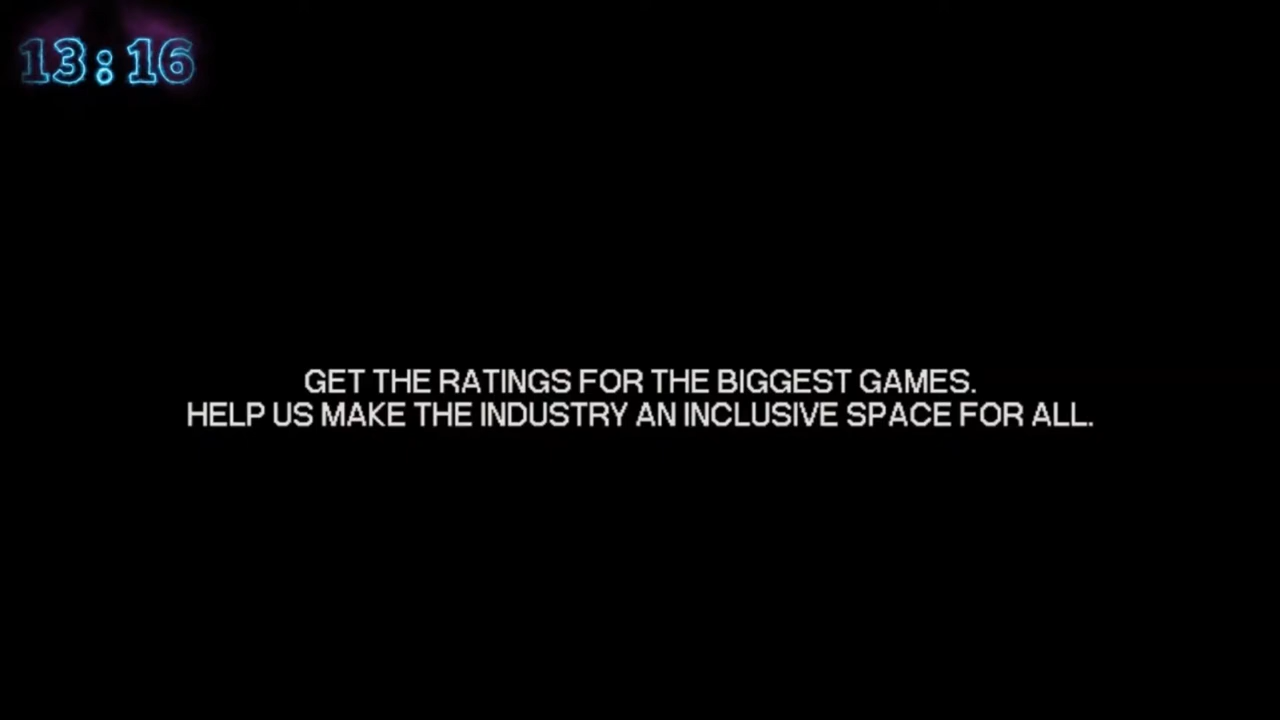 13:16
GET THE RATINGS FOR THE BIGGEST GAMES.
HELP US MAKE THE INDUSTRY AN INCLUSIVE SPACE FOR ALL.